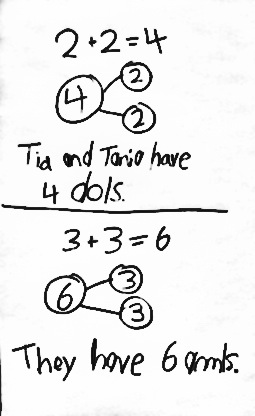 2+2=4
4
2
2
Tia and Tania have
4 dols.
3+3=6
6
3
3
They have 6 armts.